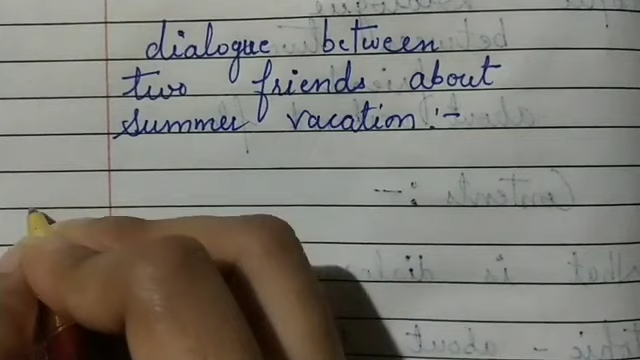 dialogue between
two friends about
summer vacation :-